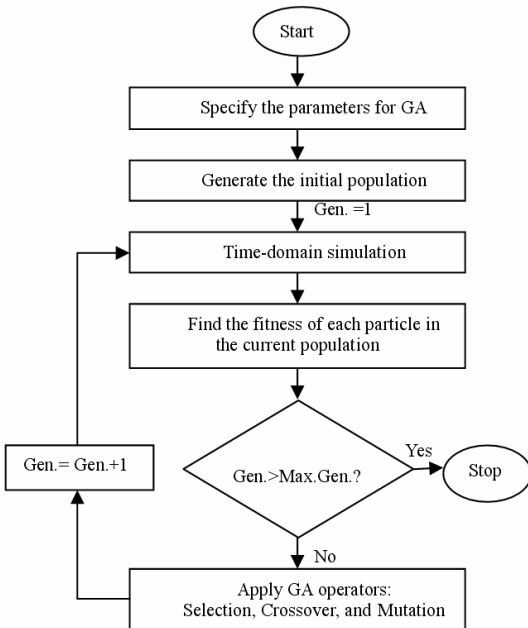 Start
Specify the parameters for GA
Generate the initial population
Gen. =1
Time-domain simulation
Find the fitness of each particle in
the current population
Gen.>Max.Gen.?
Yes
Stop
No
Gen.= Gen.+1
Apply GA operators:
Selection, Crossover, and Mutation